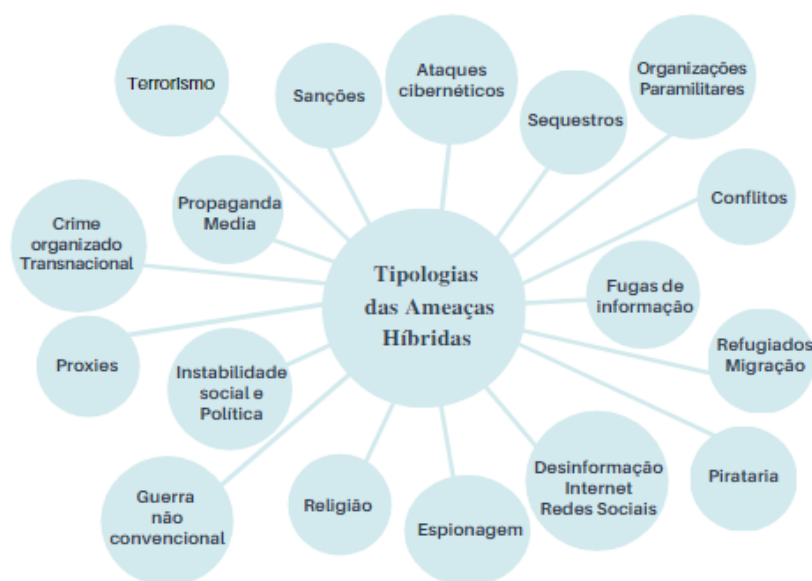 Terrorismo
Sanções
Ataques
cibernéticos
Sequestros
Organizações
Paramilitares
Crime
organizado
Transnacional
Propaganda
Media
Conflitos
Tipologias
das Ameaças
Híbridas
Fugas de
informação
Proxies
Instabilidade
social e
Política
Refugiados
Migração
Guerra
não
convencional
Religião
Espionagem
Desinformação
Internet
Redes Sociais
Pirataria